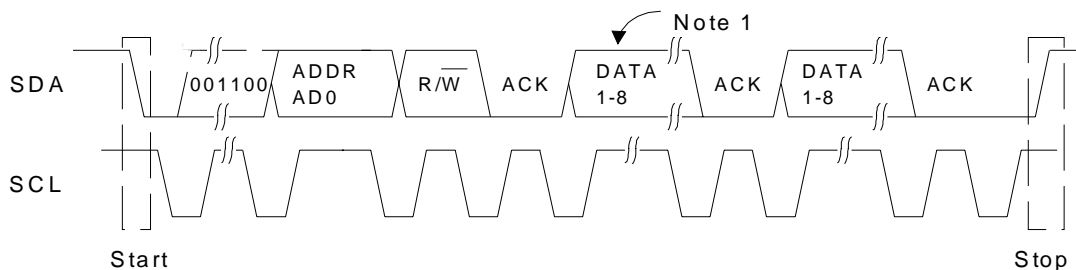 Note 1
SDA
001100
ADDR
AD0
R/W
ACK
DATA
1-8
ACK
DATA
1-8
ACK
SCL
Start
Stop